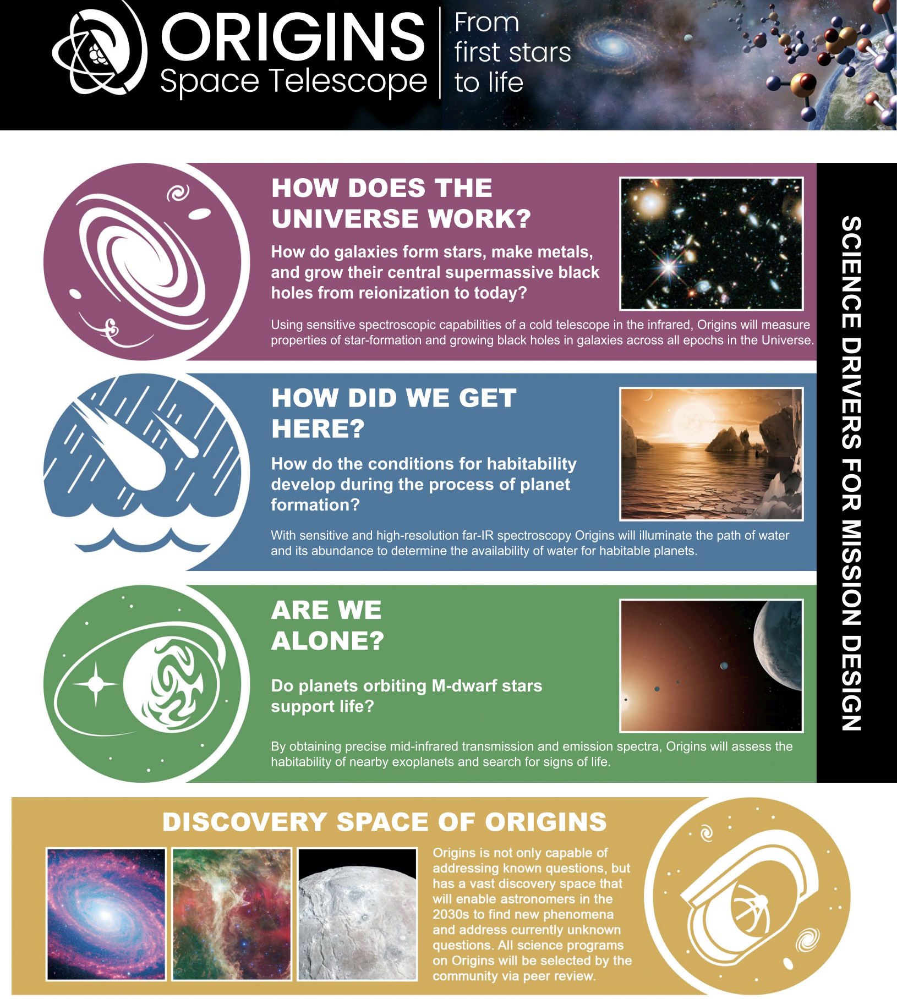 ORIGINS
Space Telescope
From
first stars
to life
HOW DOES THE
UNIVERSE WORK?
How do galaxies form stars, make metals,
and grow their central supermassive black
holes from reionization to today?
Using sensitive spectroscopic capabilities of a cold telescope in the infrared, Origins will measure
properties of star-formation and growing black holes in galaxies across all epochs in the Universe.
HOW DID WE GET
HERE?
How do the conditions for habitability
develop during the process of planet
formation?
With sensitive and high-resolution far-IR spectroscopy Origins will illuminate the path of water
and its abundance to determine the availability of water for habitable planets.
ARE WE
ALONE?
Do planets orbiting M-dwarf stars
support life?
By obtaining precise mid-infrared transmission and emission spectra, Origins will assess the
habitability of nearby exoplanets and search for signs of life.
SCIENCE DRIVERS FOR MISSION DESIGN
DISCOVERY SPACE OF ORIGINS
Origins is not only capable of
addressing known questions, but
has a vast discovery space that
will enable astronomers in the
2030s to find new phenomena
and address currently unknown
questions. All science programs
on Origins will be selected by the
community via peer review.